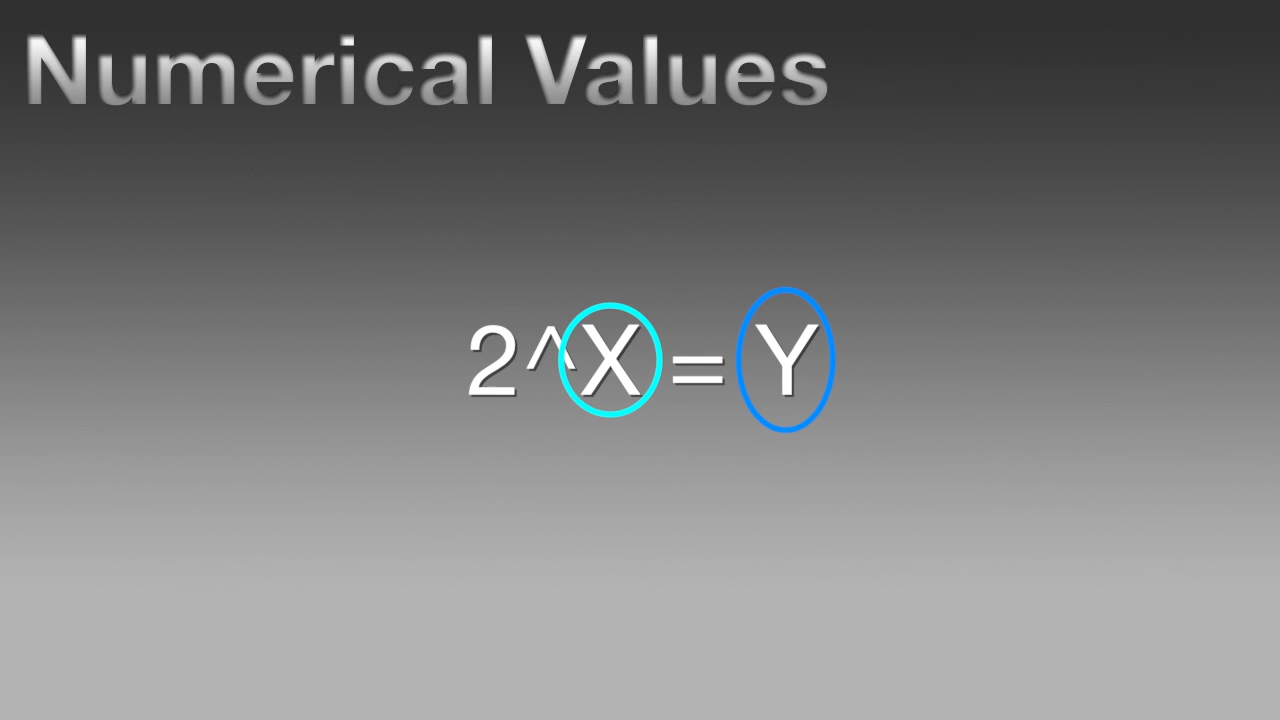 Numerical Values
2^X = Y